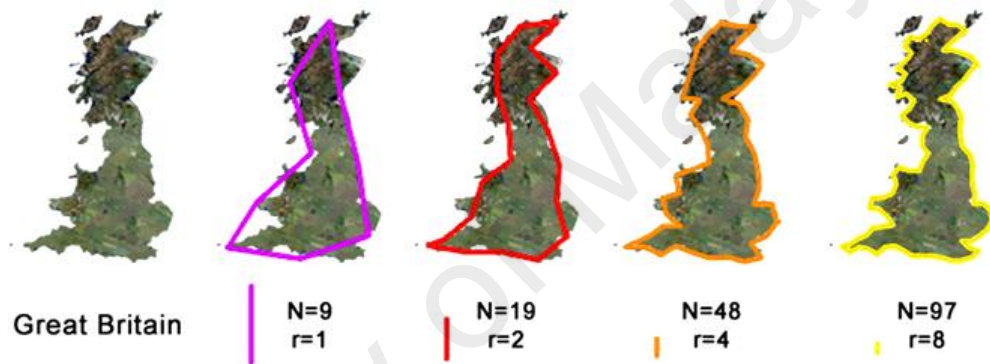 Great Britain
N=9
r=1
N=19
r=2
N=48
r=4
N=97
r=8